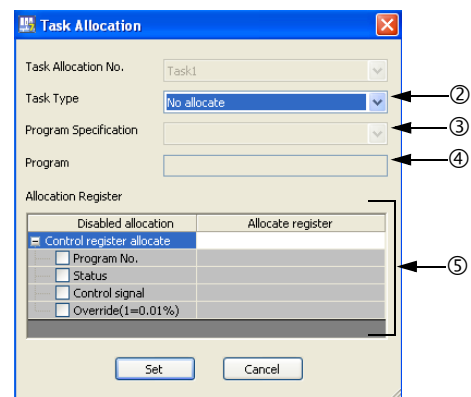 Task Allocation
Task Allocation No. Task1
Task Type No allocate ②
Program Specification ③
Program ④
Allocation Register
Disabled allocation Allocate register
Control register allocate
Program No.
Status ⑤
Control signal
Override(1=0.01%)
Set Cancel